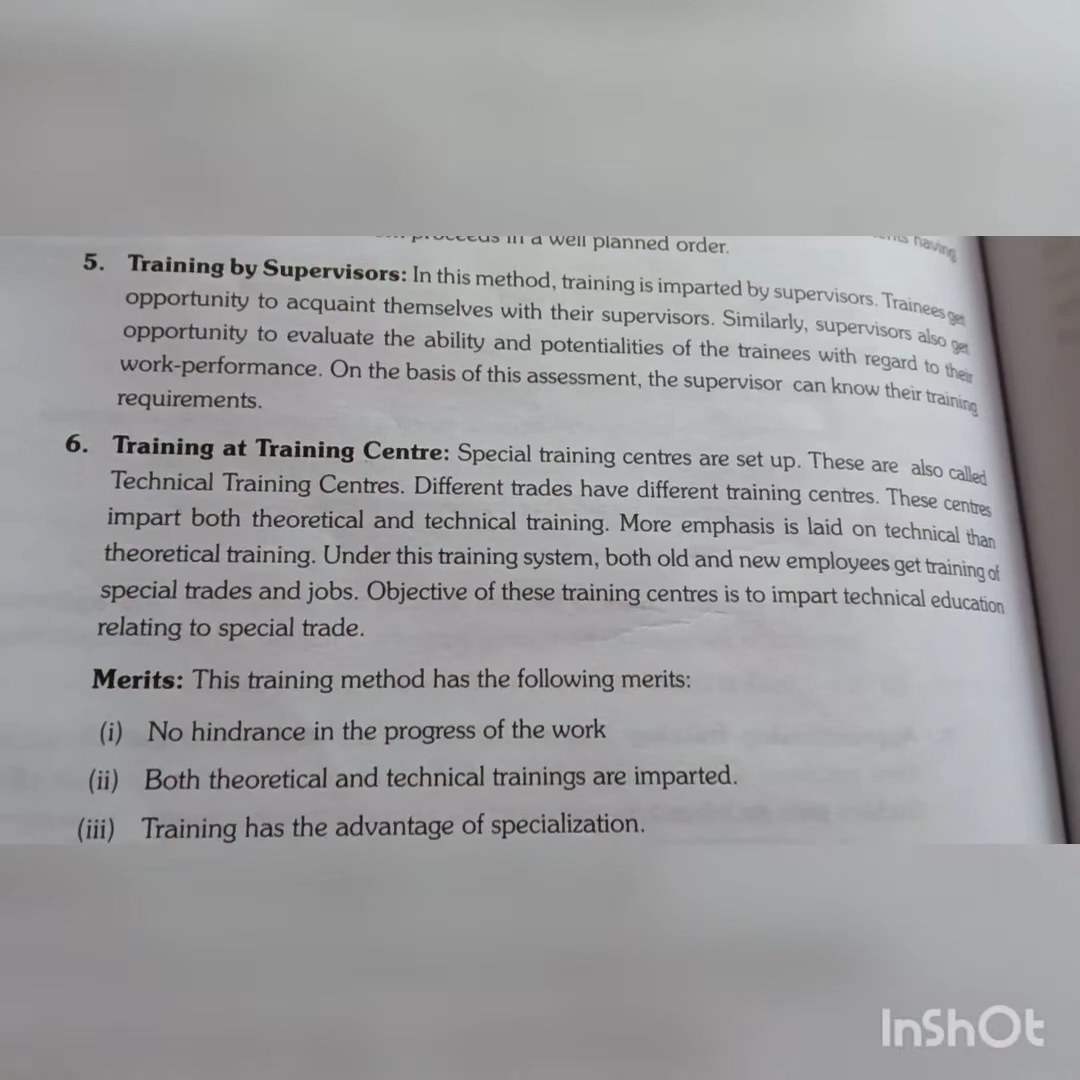 proceeds in a well planned order.
having
5. Training by Supervisors: In this method, training is imparted by supervisors. Trainees get
opportunity to acquaint themselves with their supervisors. Similarly, supervisors also get
opportunity to evaluate the ability and potentialities of the trainees with regard to their
work-performance. On the basis of this assessment, the supervisor can know their training
requirements.
6. Training at Training Centre: Special training centres are set up. These are also called
Technical Training Centres. Different trades have different training centres. These centres
impart both theoretical and technical training. More emphasis is laid on technical than
theoretical training. Under this training system, both old and new employees get training of
special trades and jobs. Objective of these training centres is to impart technical education
relating to special trade.
Merits: This training method has the following merits:
(i) No hindrance in the progress of the work
(ii) Both theoretical and technical trainings are imparted.
(iii) Training has the advantage of specialization.
InShOt